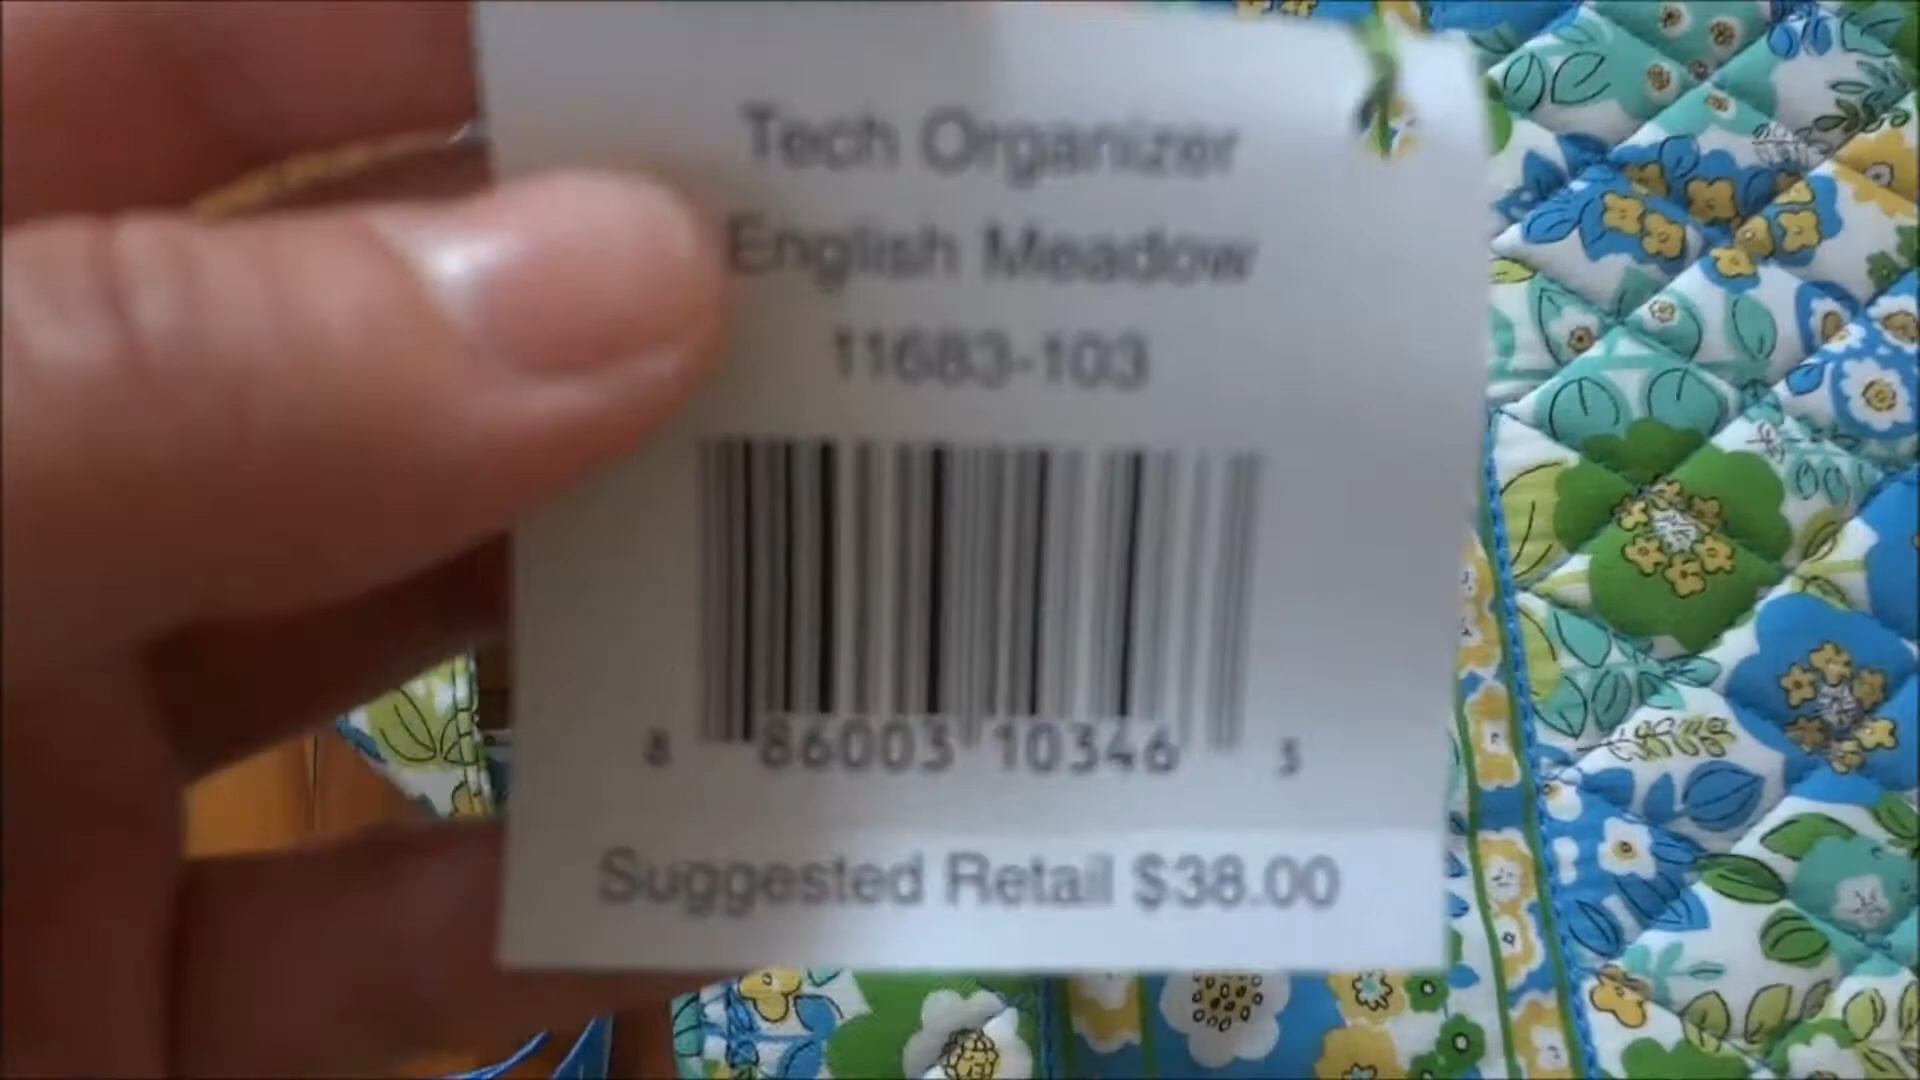 Tech Organizer
English Meadow
11683-103
8 86003 10346 3
Suggested Retail $38.00